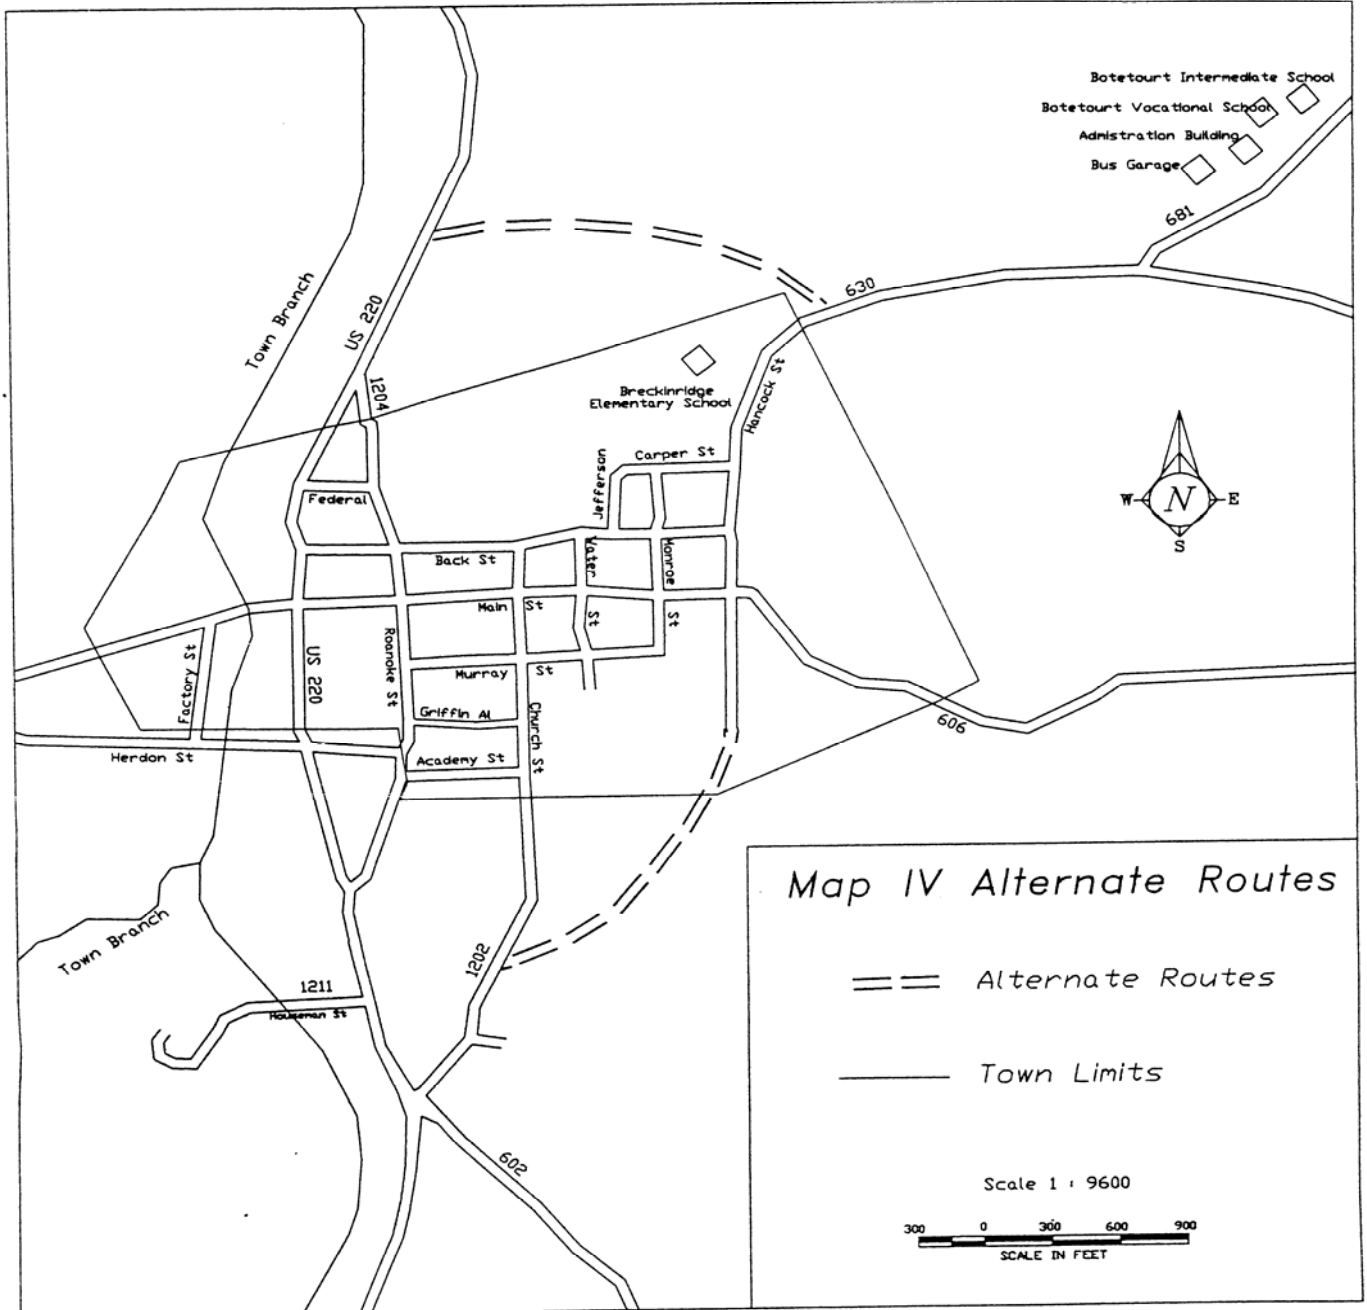 Botetourt Intermediate School
Botetourt Vocational School
Admistration Building
Bus Garage
681
630
Town Branch
US 220
1204
Breckinridge
Elementary School
Hancock St
Carper St
Jefferson
Federal
W N E
S
Back St
Water
Monroe
Main St
St
St
Factory St
US 220
Roanoke St
Murray St
Griffin Al
Church St
606
Herdon St
Academy St
Map IV Alternate Routes
Town Branch
1202
Alternate Routes
1211
Houseman St
Town Limits
602
Scale 1 : 9600
300 0 300 600 900
SCALE IN FEET